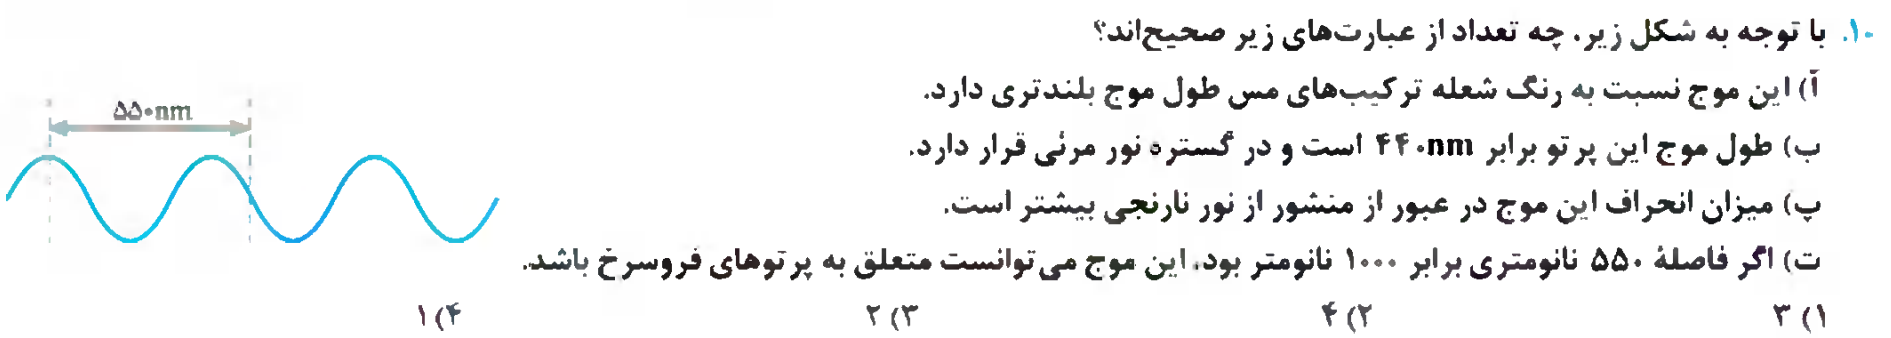 ۱۰. با توجه به شکل زیر، چه تعداد از عبارت‌های زیر صحیح‌اند؟
آ) این موج نسبت به رنگ شعله ترکیب‌های مس طول موج بلندتری دارد.
ب) طول موج این پرتو برابر ۴۴۰nm است و در گستره نور مرئی قرار دارد.
پ) میزان انحراف این موج در عبور از منشور از نور نارنجی بیشتر است.
ت) اگر فاصلهٔ ۵۵۰ نانومتری برابر ۱۰۰۰ نانومتر بود، این موج می‌توانست متعلق به پرتوهای فروسرخ باشد.
۱) ۳ ۲) ۴ ۳) ۲ ۴) ۱
۵۵۰nm